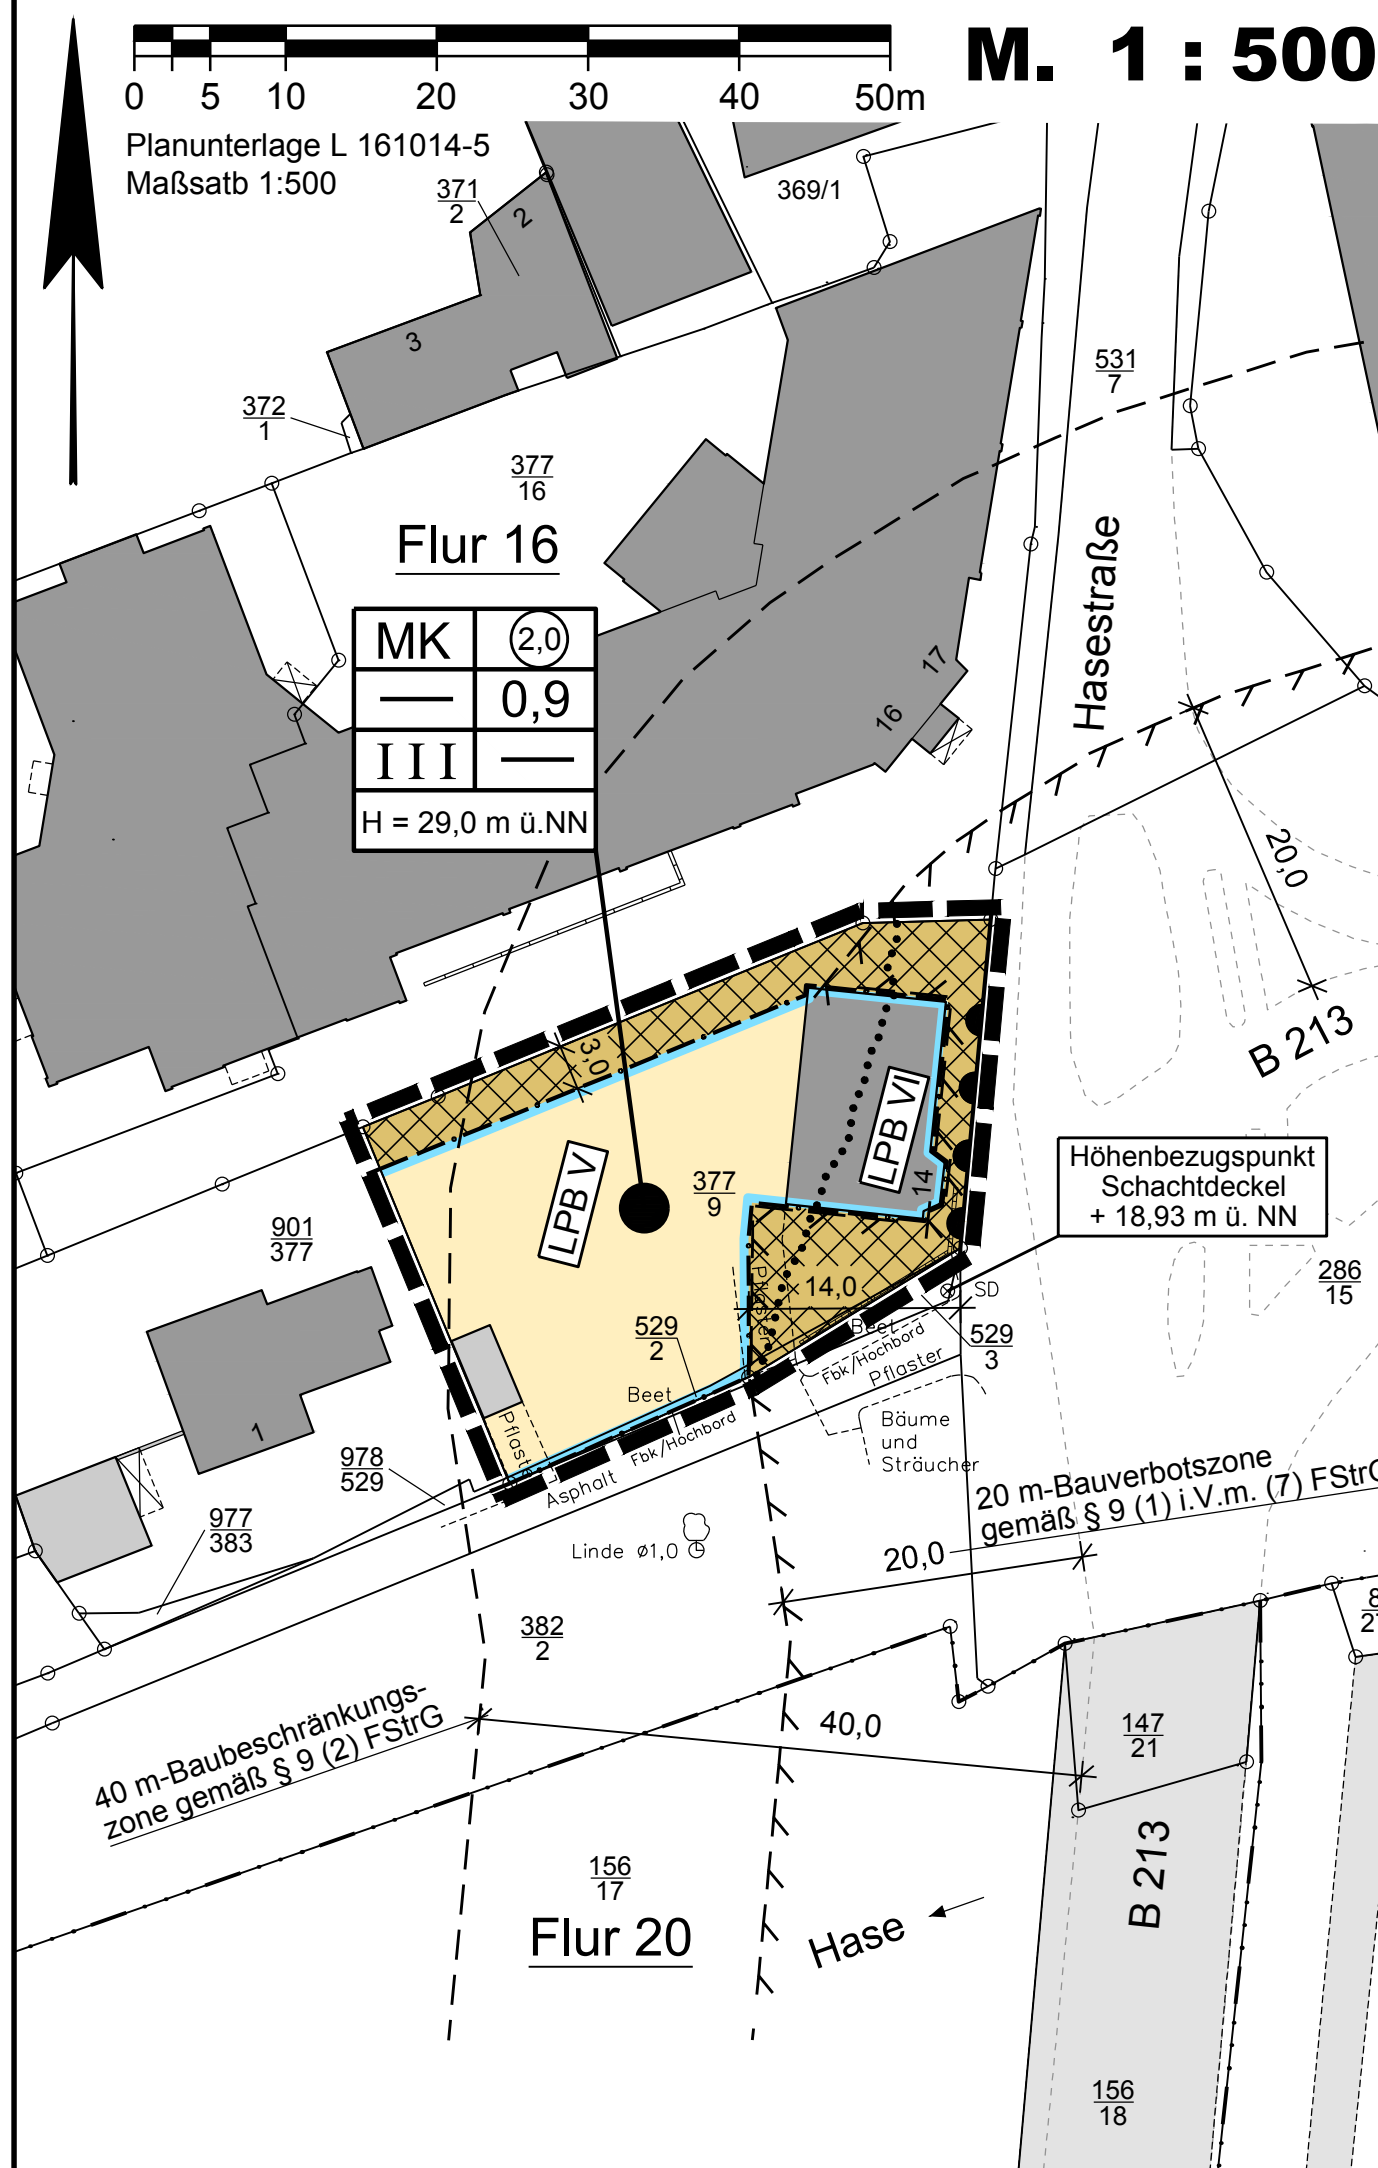 M. 1 : 500
0 5 10 20 30 40 50m
Planunterlage L 161014-5
Maßsatb 1:500
371
2
2
369/1
3
531
7
372
1
377
16
Flur 16
Hasestraße
MK 2,0
— 0,9
III —
H = 29,0 m ü.NN
17
16
20,0
B 213
3,0
LPB VI
LPB V
377
9
14
Höhenbezugspunkt
Schachtdeckel
+ 18,93 m ü. NN
901
377
286
15
14,0
Pflaster
SD
529
2
Beet
529
3
Fbk/Hochbord
Pflaster
Beet
Fbk/Hochbord
Pflaster
Asphalt
Bäume
und
Sträucher
1
978
529
977
383
20 m-Bauverbotszone
gemäß § 9 (1) i.V.m. (7) FStrG
Linde ø1,0
20,0
382
2
8
27
40 m-Baubeschränkungs-
zone gemäß § 9 (2) FStrG
40,0
147
21
B 213
156
17
Flur 20
Hase
156
18